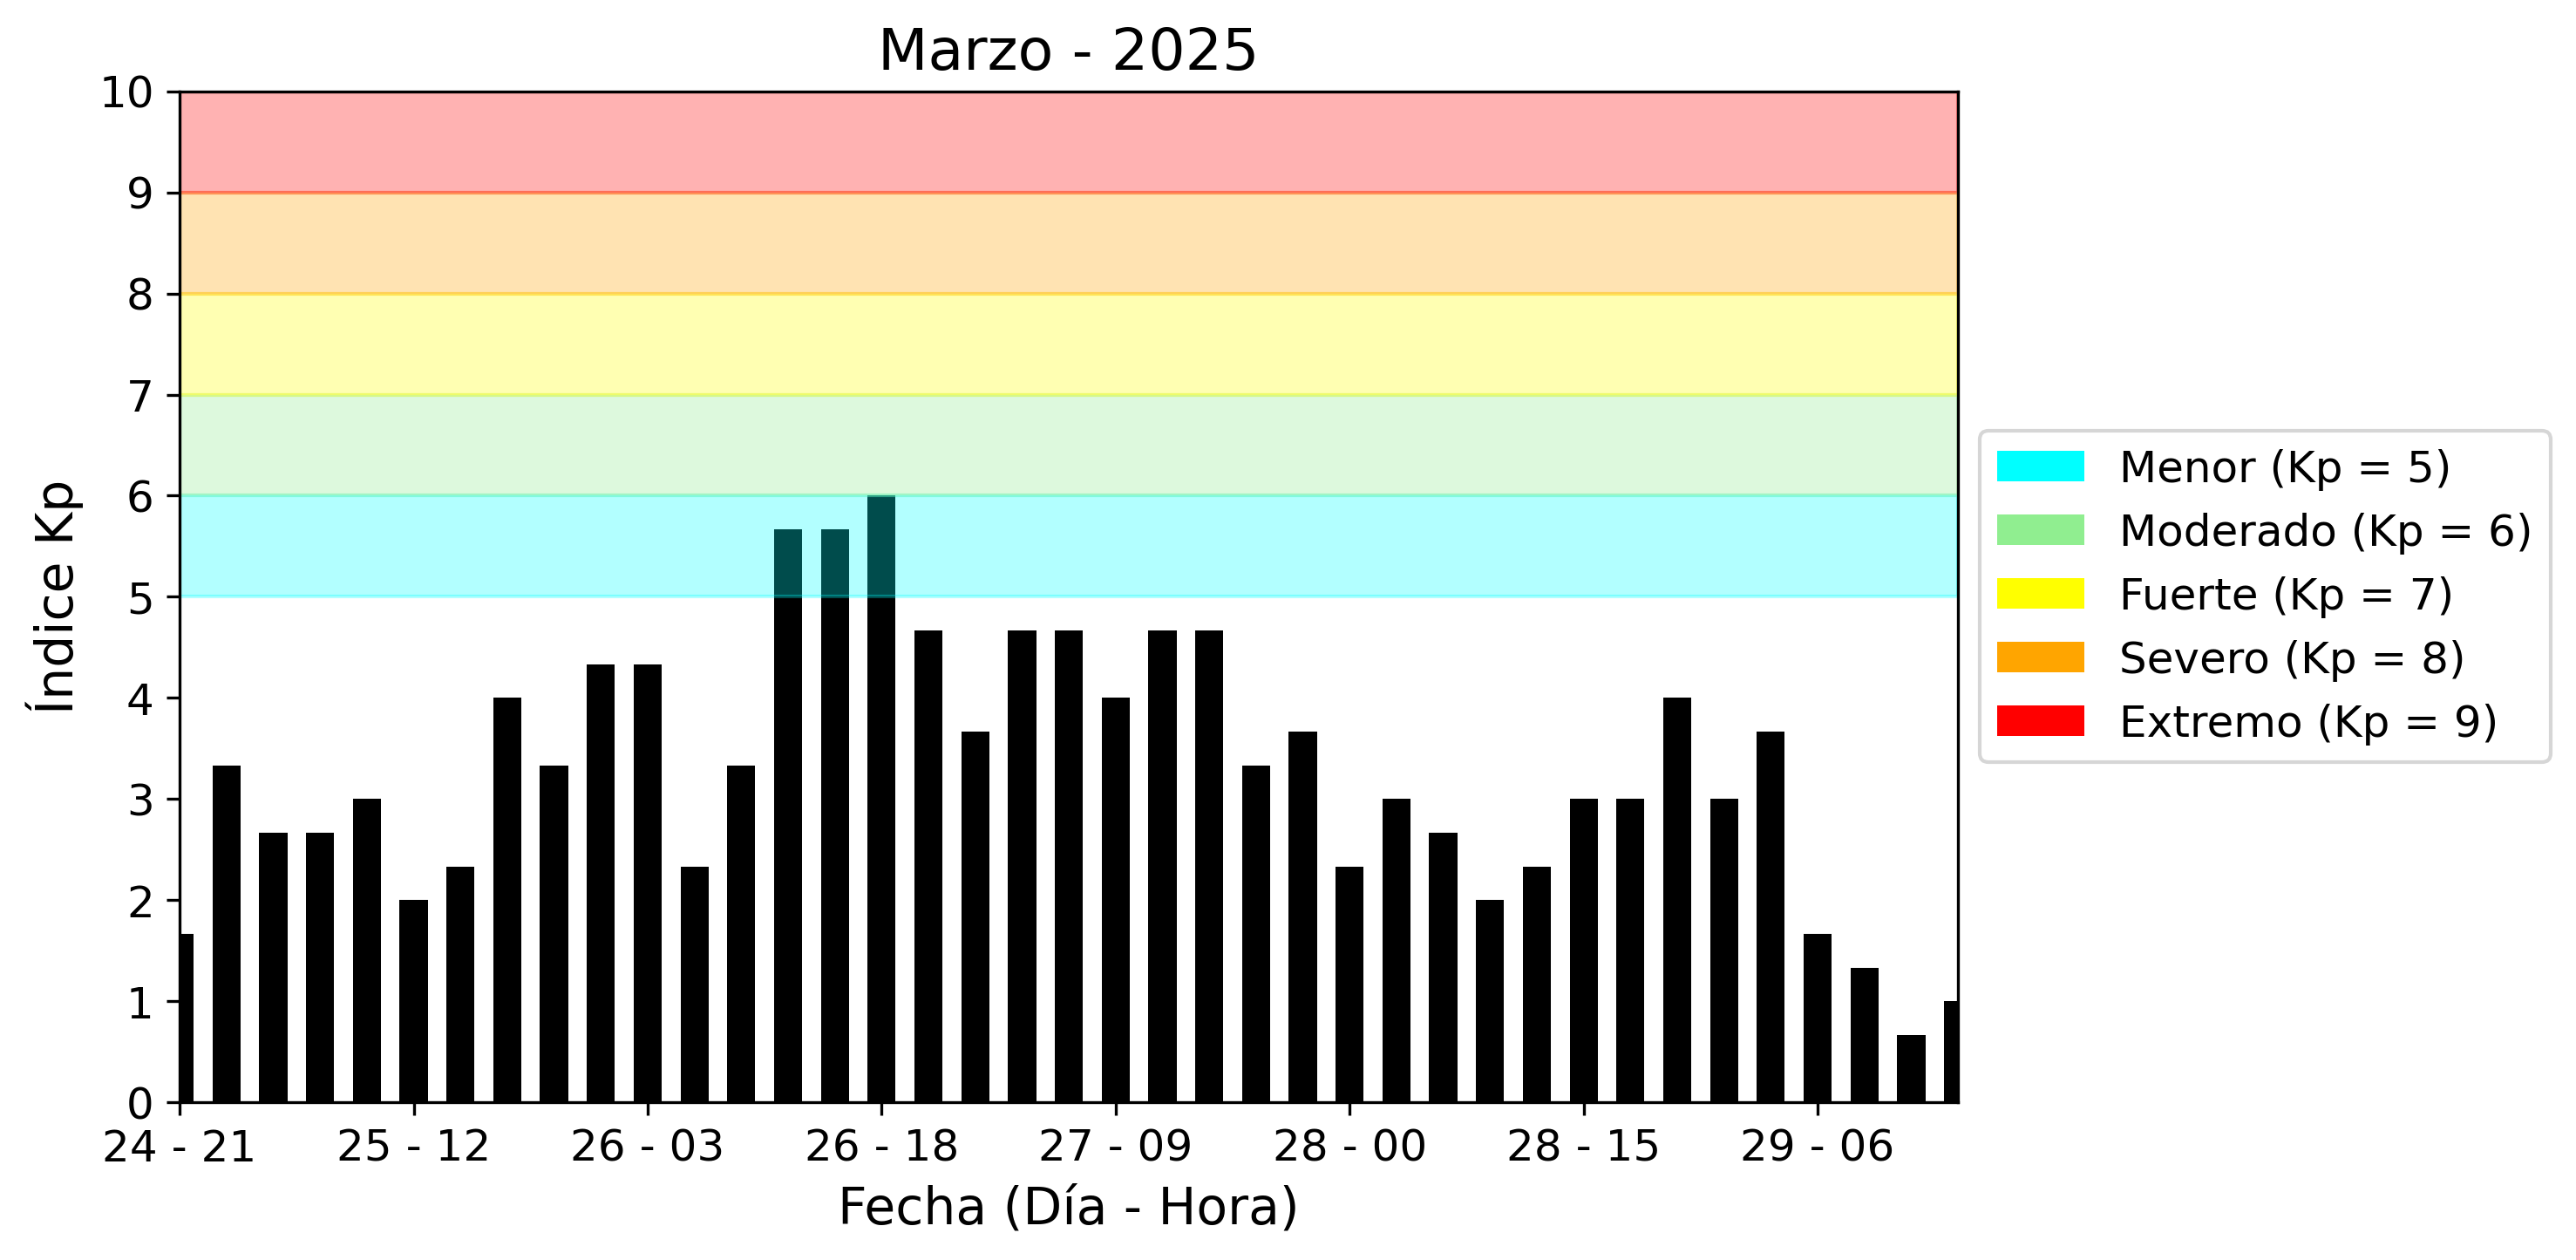 Marzo - 2025
Índice Kp
10
9
8
7
6
5
4
3
2
1
0
24 - 21
25 - 12
26 - 03
26 - 18
27 - 09
28 - 00
28 - 15
29 - 06
Fecha (Día - Hora)
Menor (Kp = 5)
Moderado (Kp = 6)
Fuerte (Kp = 7)
Severo (Kp = 8)
Extremo (Kp = 9)